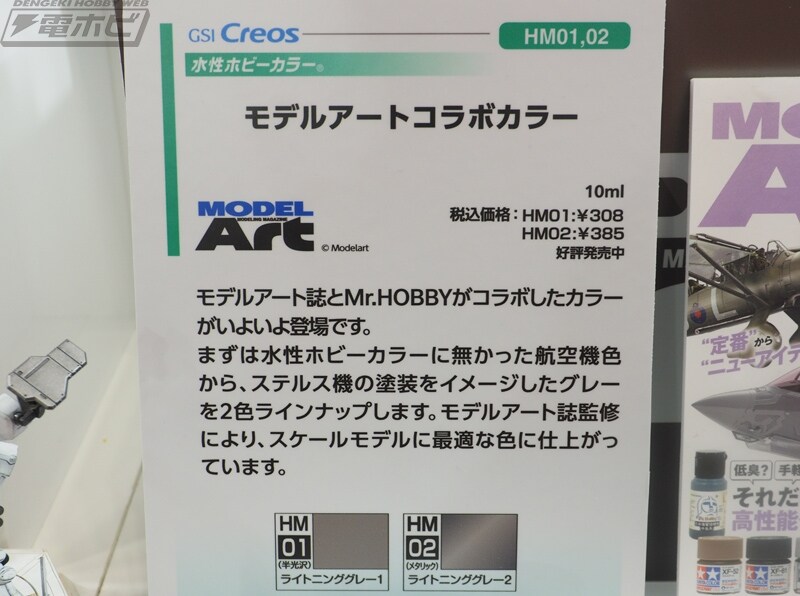 DENGEKI HOBBY WEB
電ホビ
GSI Creos
HM01,02
水性ホビーカラー®
モデルアートコラボカラー
10ml
MODEL
MODELING MAGAZINE
Art
© Modelart
税込価格：HM01:¥308
HM02:¥385
好評発売中
モデルアート誌とMr.HOBBYがコラボしたカラー
がいよいよ登場です。
まずは水性ホビーカラーに無かった航空機色
から、ステルス機の塗装をイメージしたグレー
を2色ラインナップします。モデルアート誌監修
により、スケールモデルに最適な色に仕上がっ
ています。
HM
01
(半光沢)
ライトニンググレー1
HM
02
(メタリック)
ライトニンググレー2
MO
A
"定番"から
"ニューアイテ
低臭?
手軽
それだ
高性能
TAMIYA
XF-52
TAMIYA